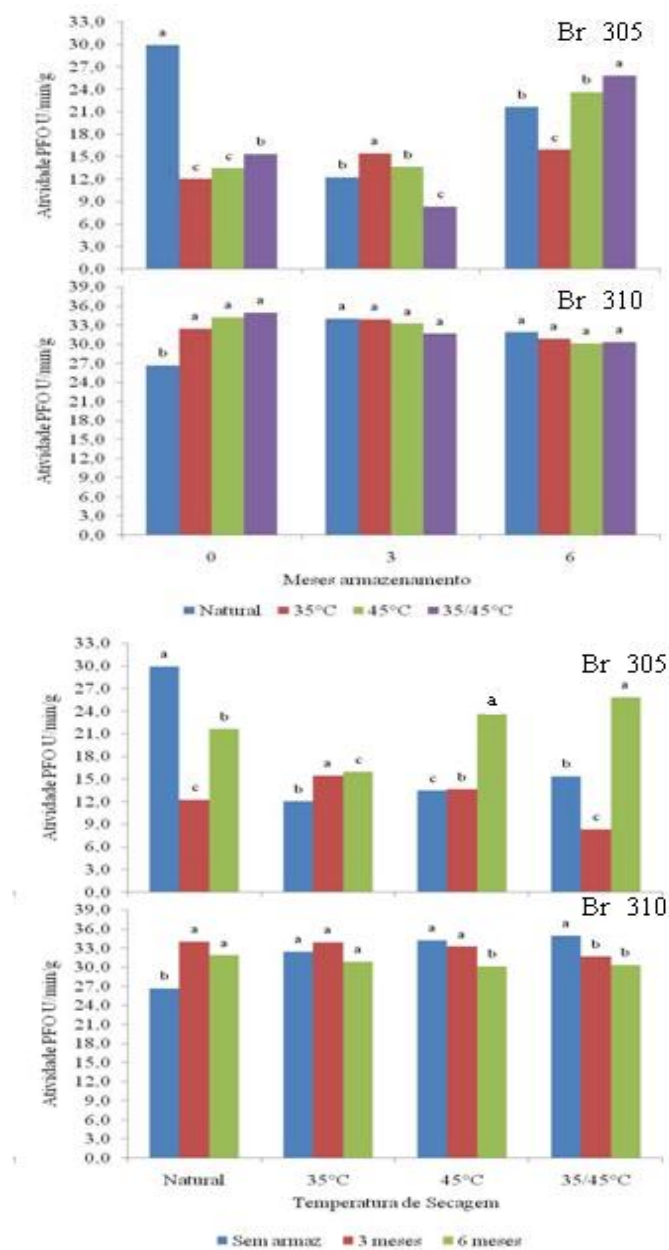 Br 305
Atividade PFO U/min/g
33.0
30.0
27.0
24.0
21.0
18.0
15.0
12.0
9.0
6.0
3.0
0.0
a c c b
b a b c
b c b a
Br 310
Atividade PFO U/min/g
39.0
36.0
33.0
30.0
27.0
24.0
21.0
18.0
15.0
12.0
9.0
6.0
3.0
0.0
b a a a
a a a a
a a a a
0 3 6
Meses armazenamento
Natural 35°C 45°C 35/45°C
Br 305
Atividade PFO U/min/g
33.0
30.0
27.0
24.0
21.0
18.0
15.0
12.0
9.0
6.0
3.0
0.0
a c b
b a c
c b a
b c a
Br 310
Atividade PFO U/min/g
39.0
36.0
33.0
30.0
27.0
24.0
21.0
18.0
15.0
12.0
9.0
6.0
3.0
0.0
b a a
a a a
a a b
a b b
Natural 35°C 45°C 35/45°C
Temperatura de Secagem
Sem armaz 3 meses 6 meses